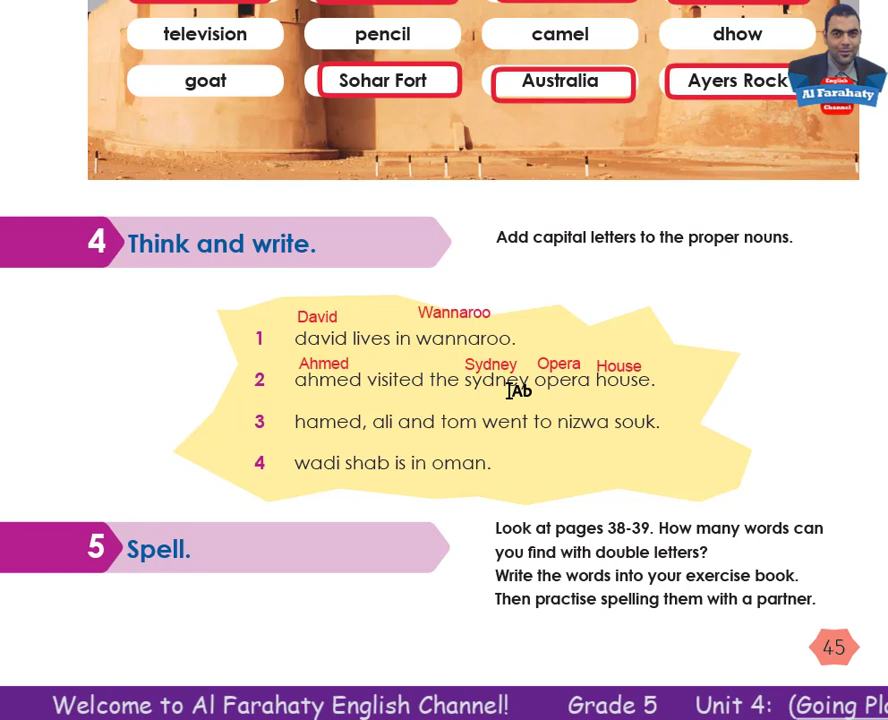 television pencil camel dhow
goat Sohar Fort Australia Ayers Rock
English
Al Farahaty
Channel
4 Think and write.
Add capital letters to the proper nouns.
David Wannaroo
1 david lives in wannaroo.
Ahmed Sydney Opera House
2 ahmed visited the sydney opera house.
Ab
3 hamed, ali and tom went to nizwa souk.
4 wadi shab is in oman.
5 Spell.
Look at pages 38-39. How many words can
you find with double letters?
Write the words into your exercise book.
Then practise spelling them with a partner.
45
Welcome to Al Farahaty English Channel! Grade 5 Unit 4: (Going Pl